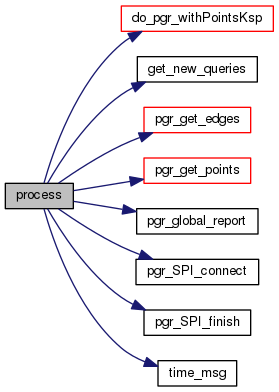 do_pgr_withPointsKsp
get_new_queries
pgr_get_edges
pgr_get_points
process
pgr_global_report
pgr_SPI_connect
pgr_SPI_finish
time_msg